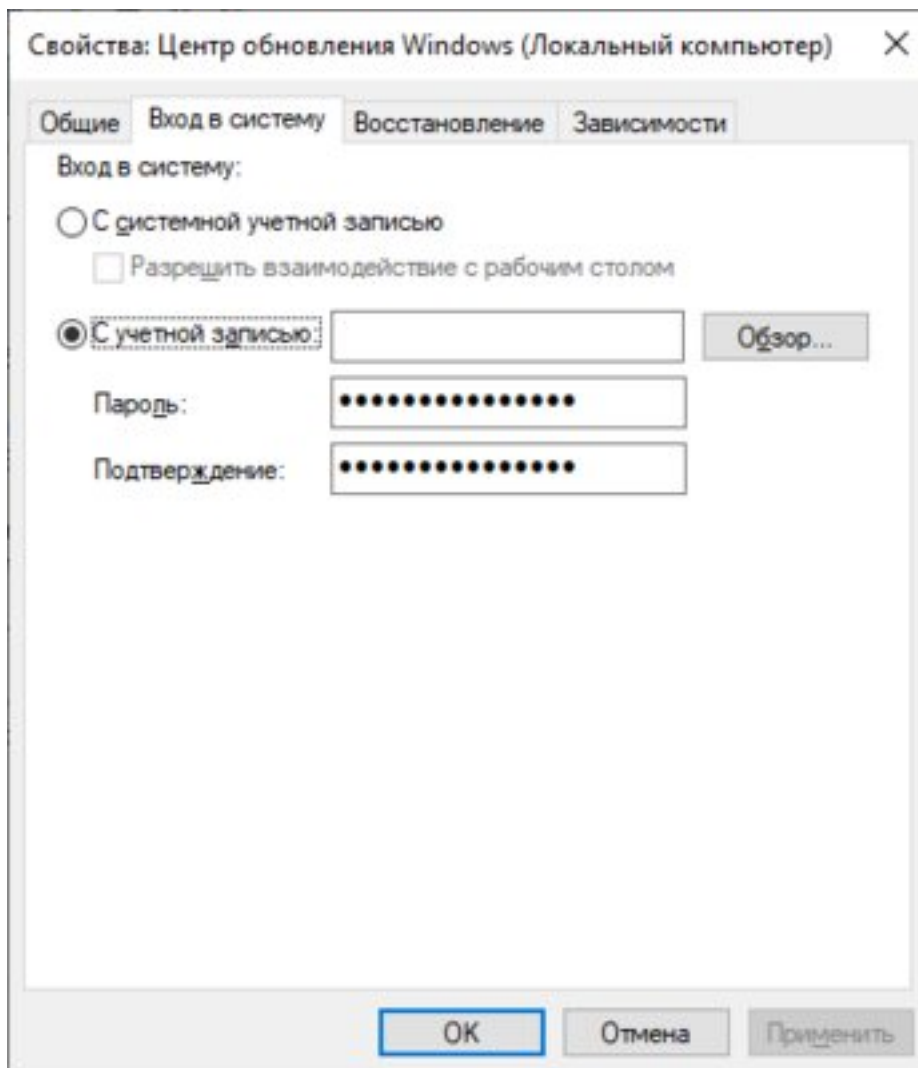 Свойства: Центр обновления Windows (Локальный компьютер)
Общие Вход в систему Восстановление Зависимости
Вход в систему:
С системной учетной записью
Разрешить взаимодействие с рабочим столом
С учетной записью: Обзор...
Пароль: •••••••••••••••
Подтверждение: •••••••••••••••
ОК Отмена Применить